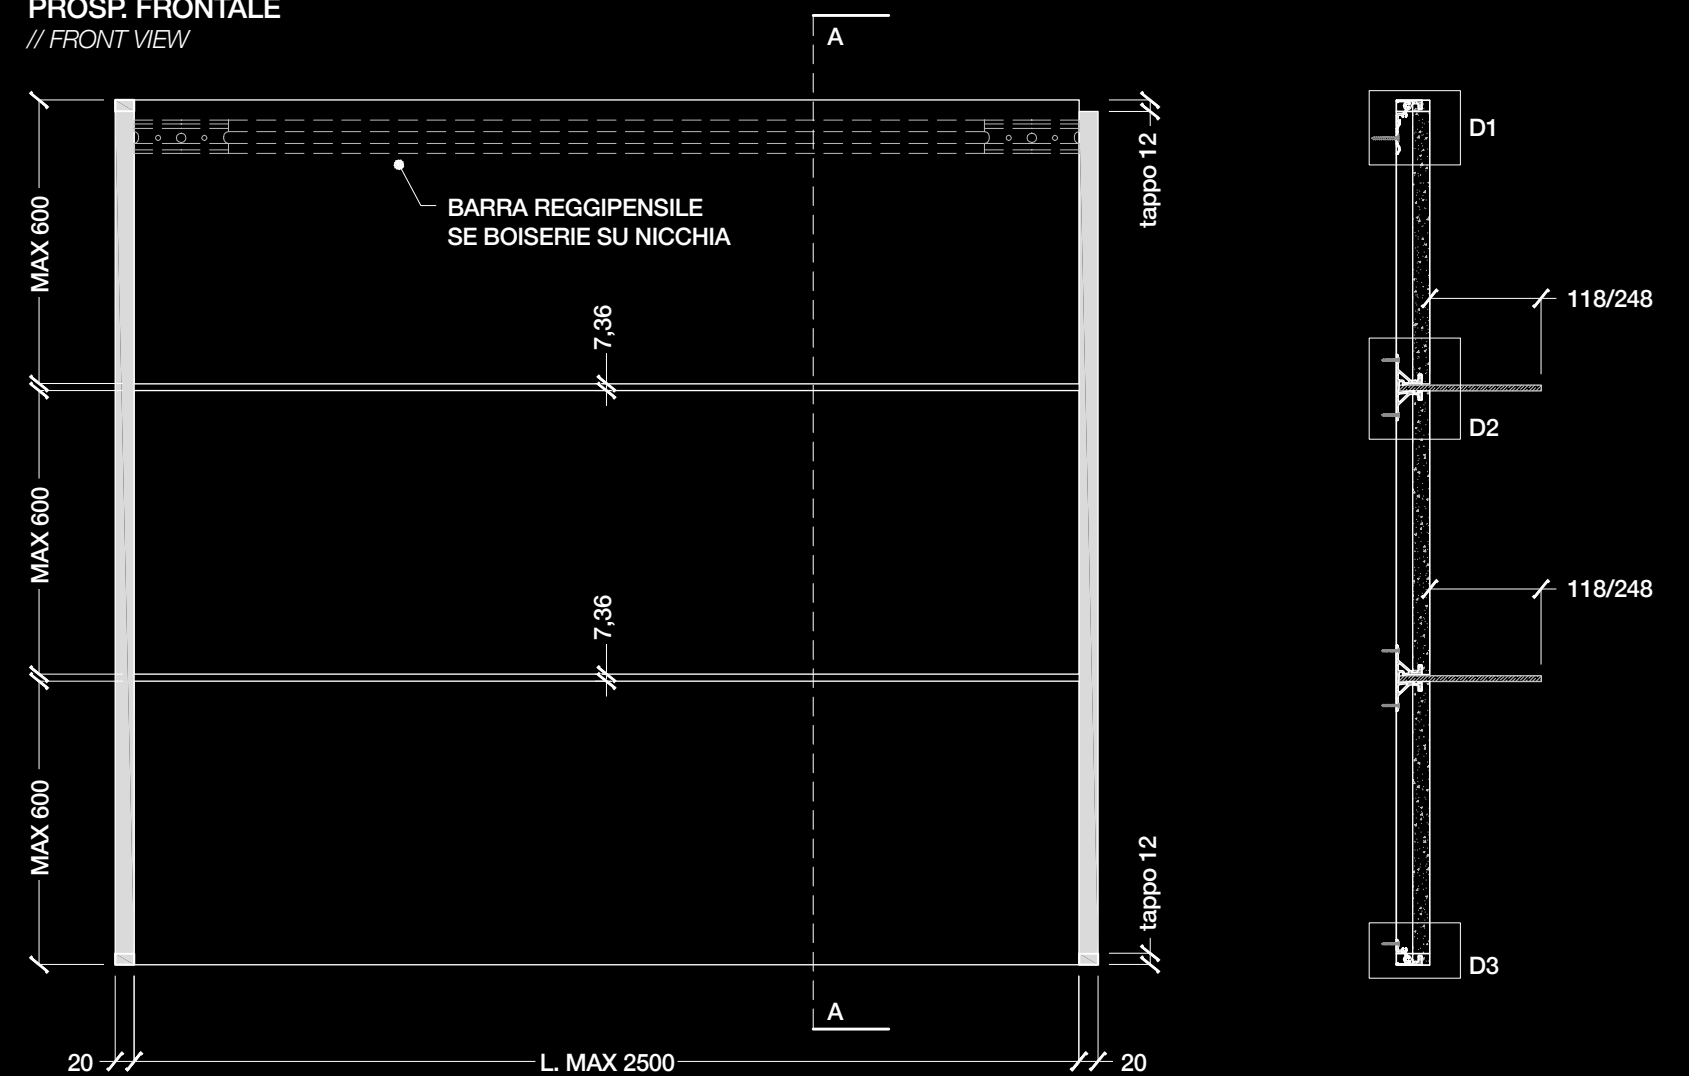 PROSP. FRONTALE
// FRONT VIEW
A
tappo 12
D1
MAX 600
BARRA REGGIPENSILE
SE BOISERIE SU NICCHIA
118/248
7,36
D2
MAX 600
118/248
7,36
MAX 600
tappo 12
D3
A
20
L. MAX 2500
20